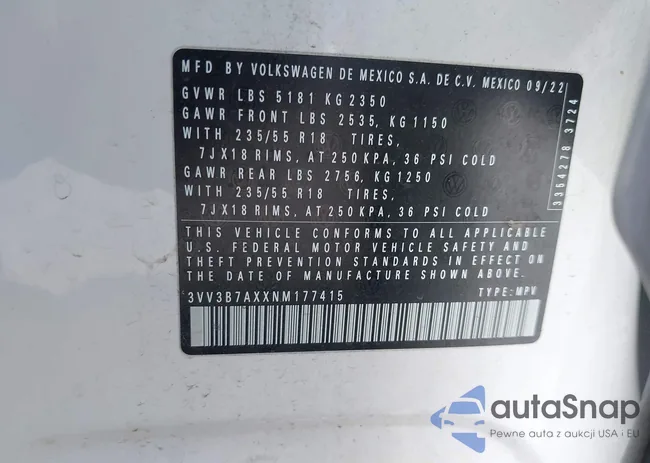 MFD BY VOLKSWAGEN DE MEXICO S.A. DE C.V. MEXICO 09/22
GVWR LBS 5181 KG 2350
GAWR FRONT LBS 2535, KG 1150
WITH 235/55 R18 TIRES,
7JX18 RIMS, AT 250 KPA, 36 PSI COLD
GAWR REAR LBS 2756, KG 1250
WITH 235/55 R18 TIRES,
7JX18 RIMS, AT 250 KPA, 36 PSI COLD
THIS VEHICLE CONFORMS TO ALL APPLICABLE
U.S. FEDERAL MOTOR VEHICLE SAFETY AND
THEFT PREVENTION STANDARDS IN EFFECT ON
THE DATE OF MANUFACTURE SHOWN ABOVE.
3VV3B7AXXNM177415 TYPE: MPV
3354278 3724
autoSnap
Pewne auta z aukcji USA i EU